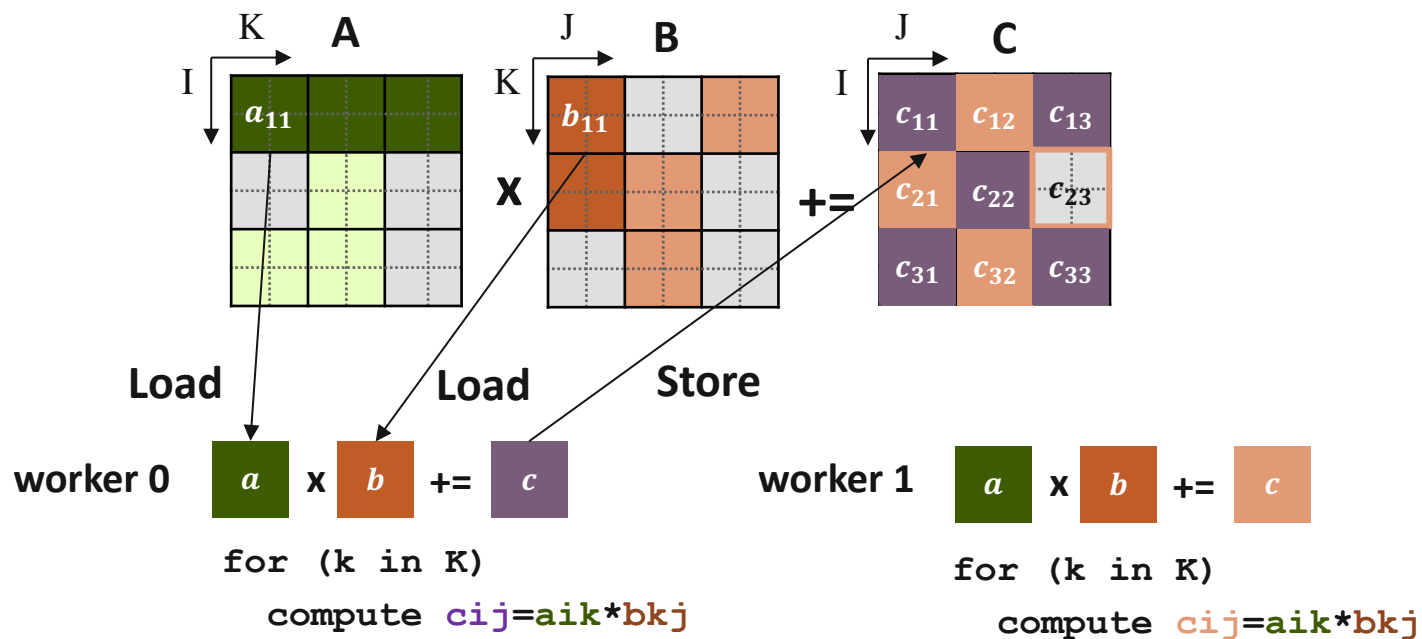 K A J B J C
I K I
a11 b11 c11 c12 c13
x += c21 c22 c23
c31 c32 c33
Load Load Store
worker 0 a x b += c worker 1 a x b += c
for (k in K) for (k in K)
compute cij=aik*bkj compute cij=aik*bkj